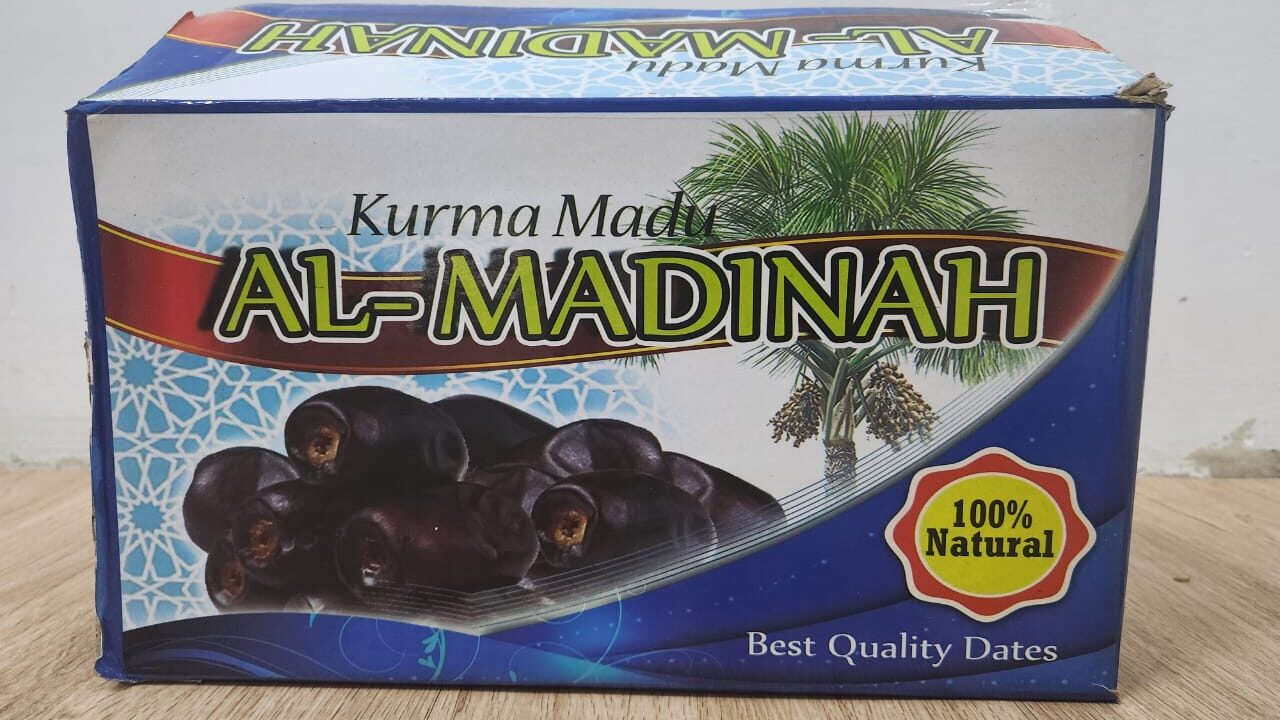 AL-MADINAH
Kurma Madu
Kurma Madu
AL-MADINAH
100%
Natural
Best Quality Dates